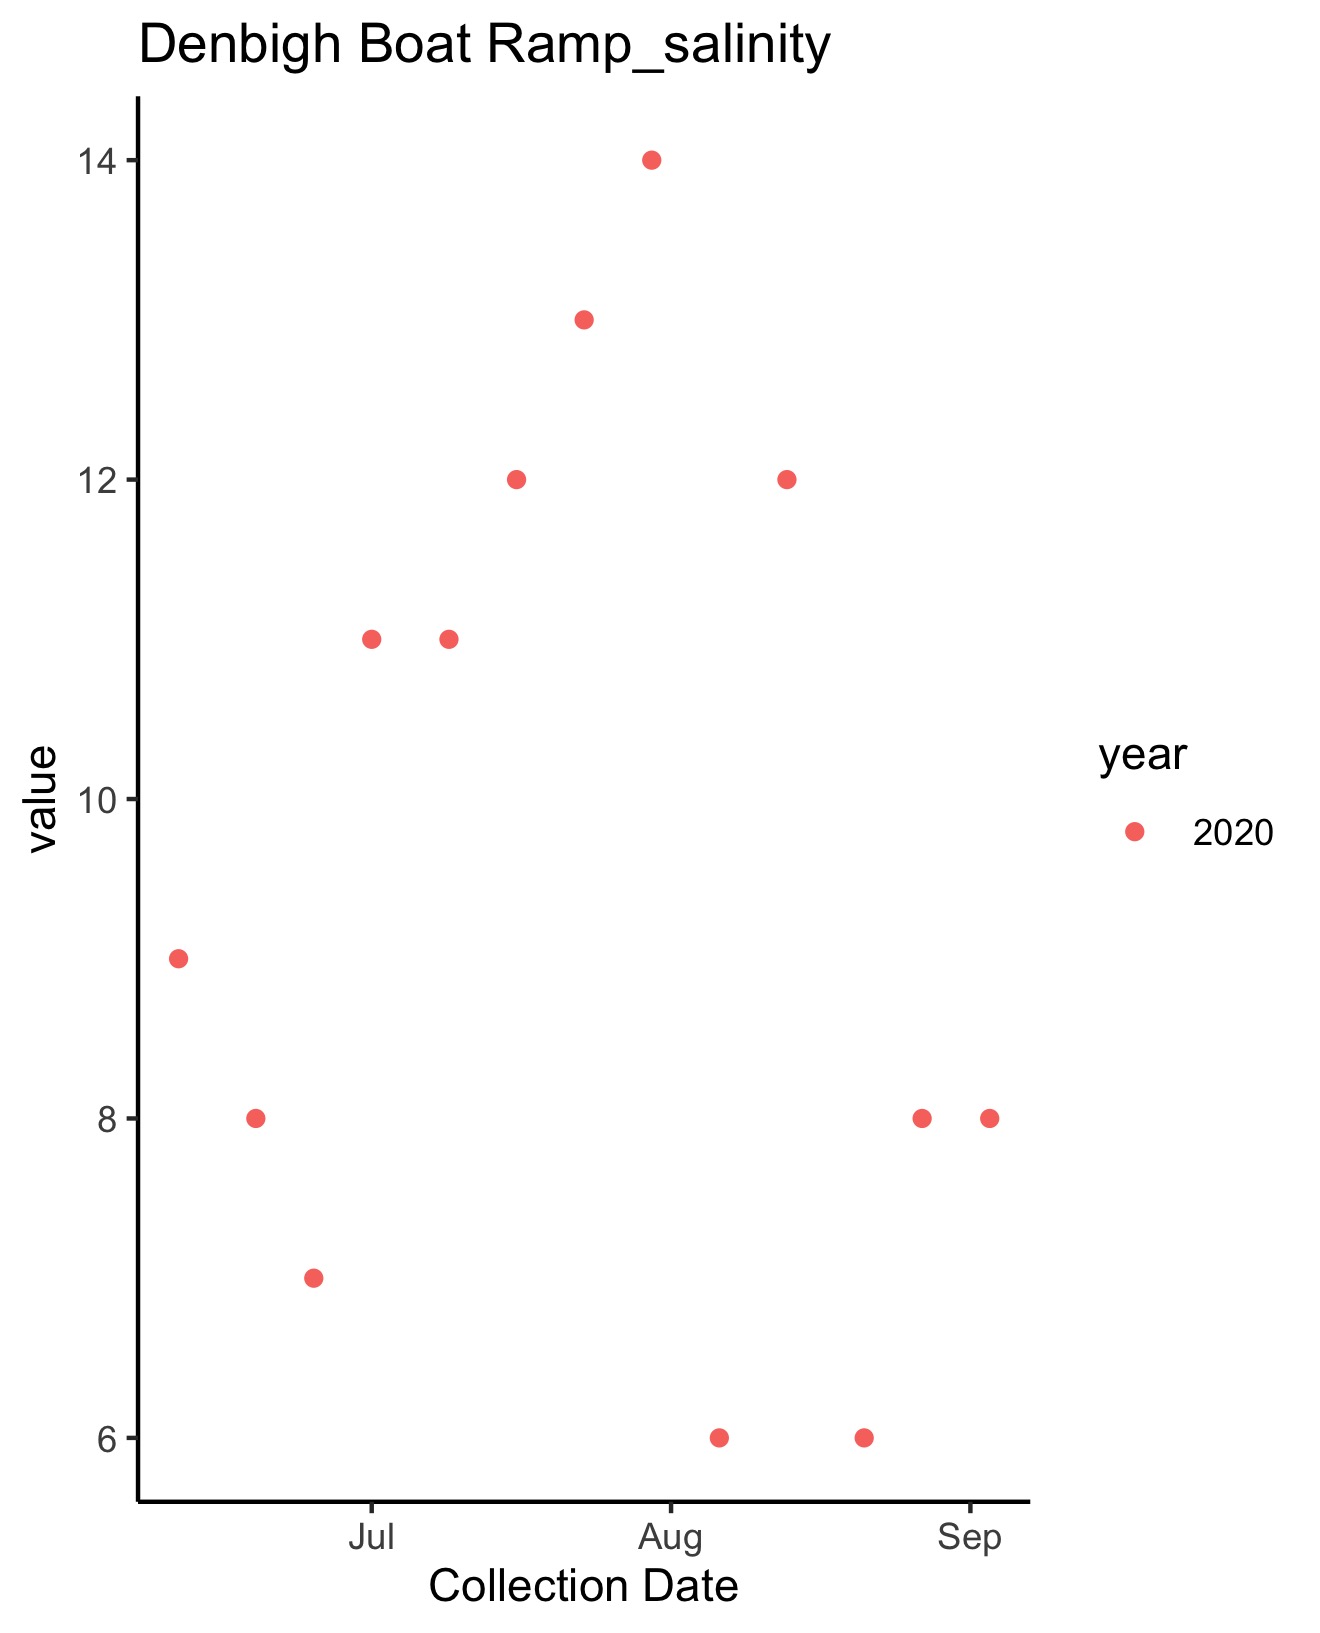 Denbigh Boat Ramp_salinity
14
12
10
8
6
value
Jul
Aug
Sep
Collection Date
year
2020